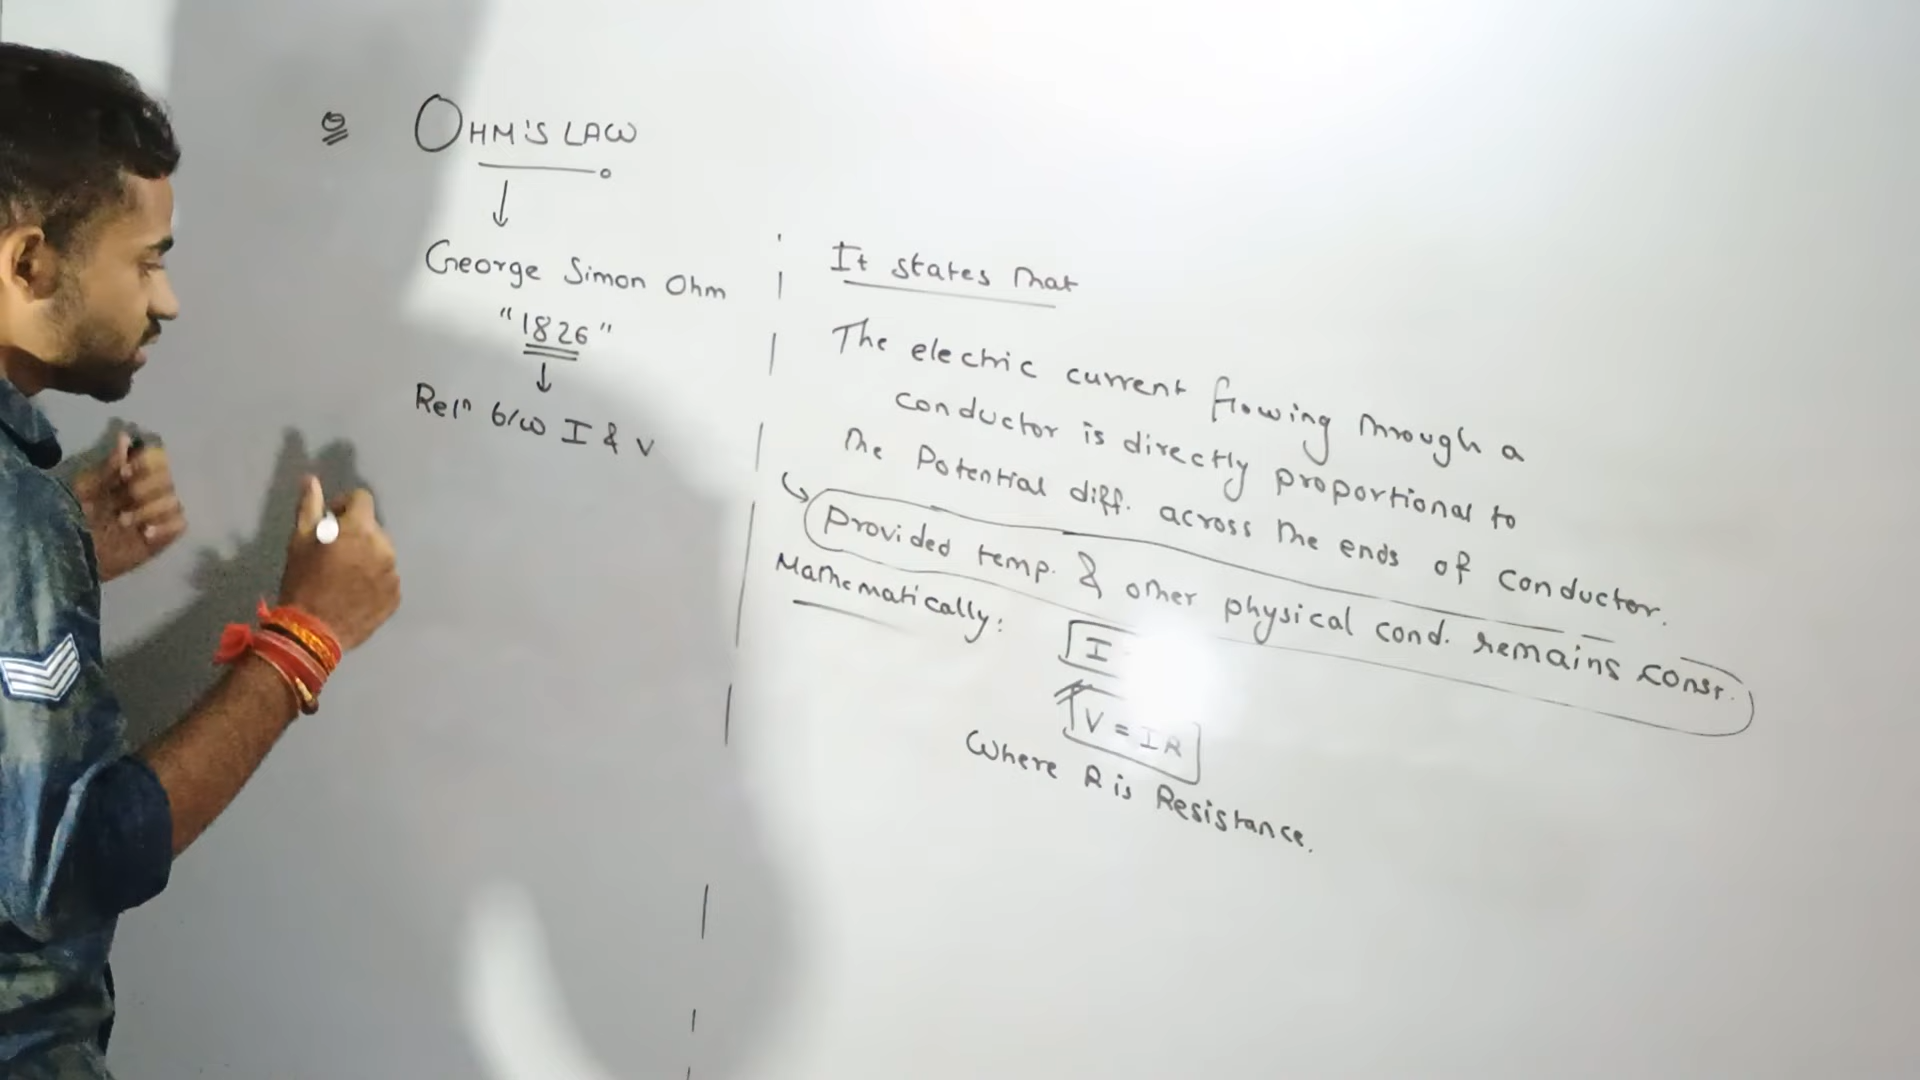 OHM'S LAW
George Simon Ohm
"1826"
Reln b/w I & V
It states that
The electric current flowing through a
conductor is directly proportional to
the Potential diff. across the ends of conductor.
Provided temp. & other physical cond. remains const.
Mathematically:
I
V = IR
Where R is Resistance.